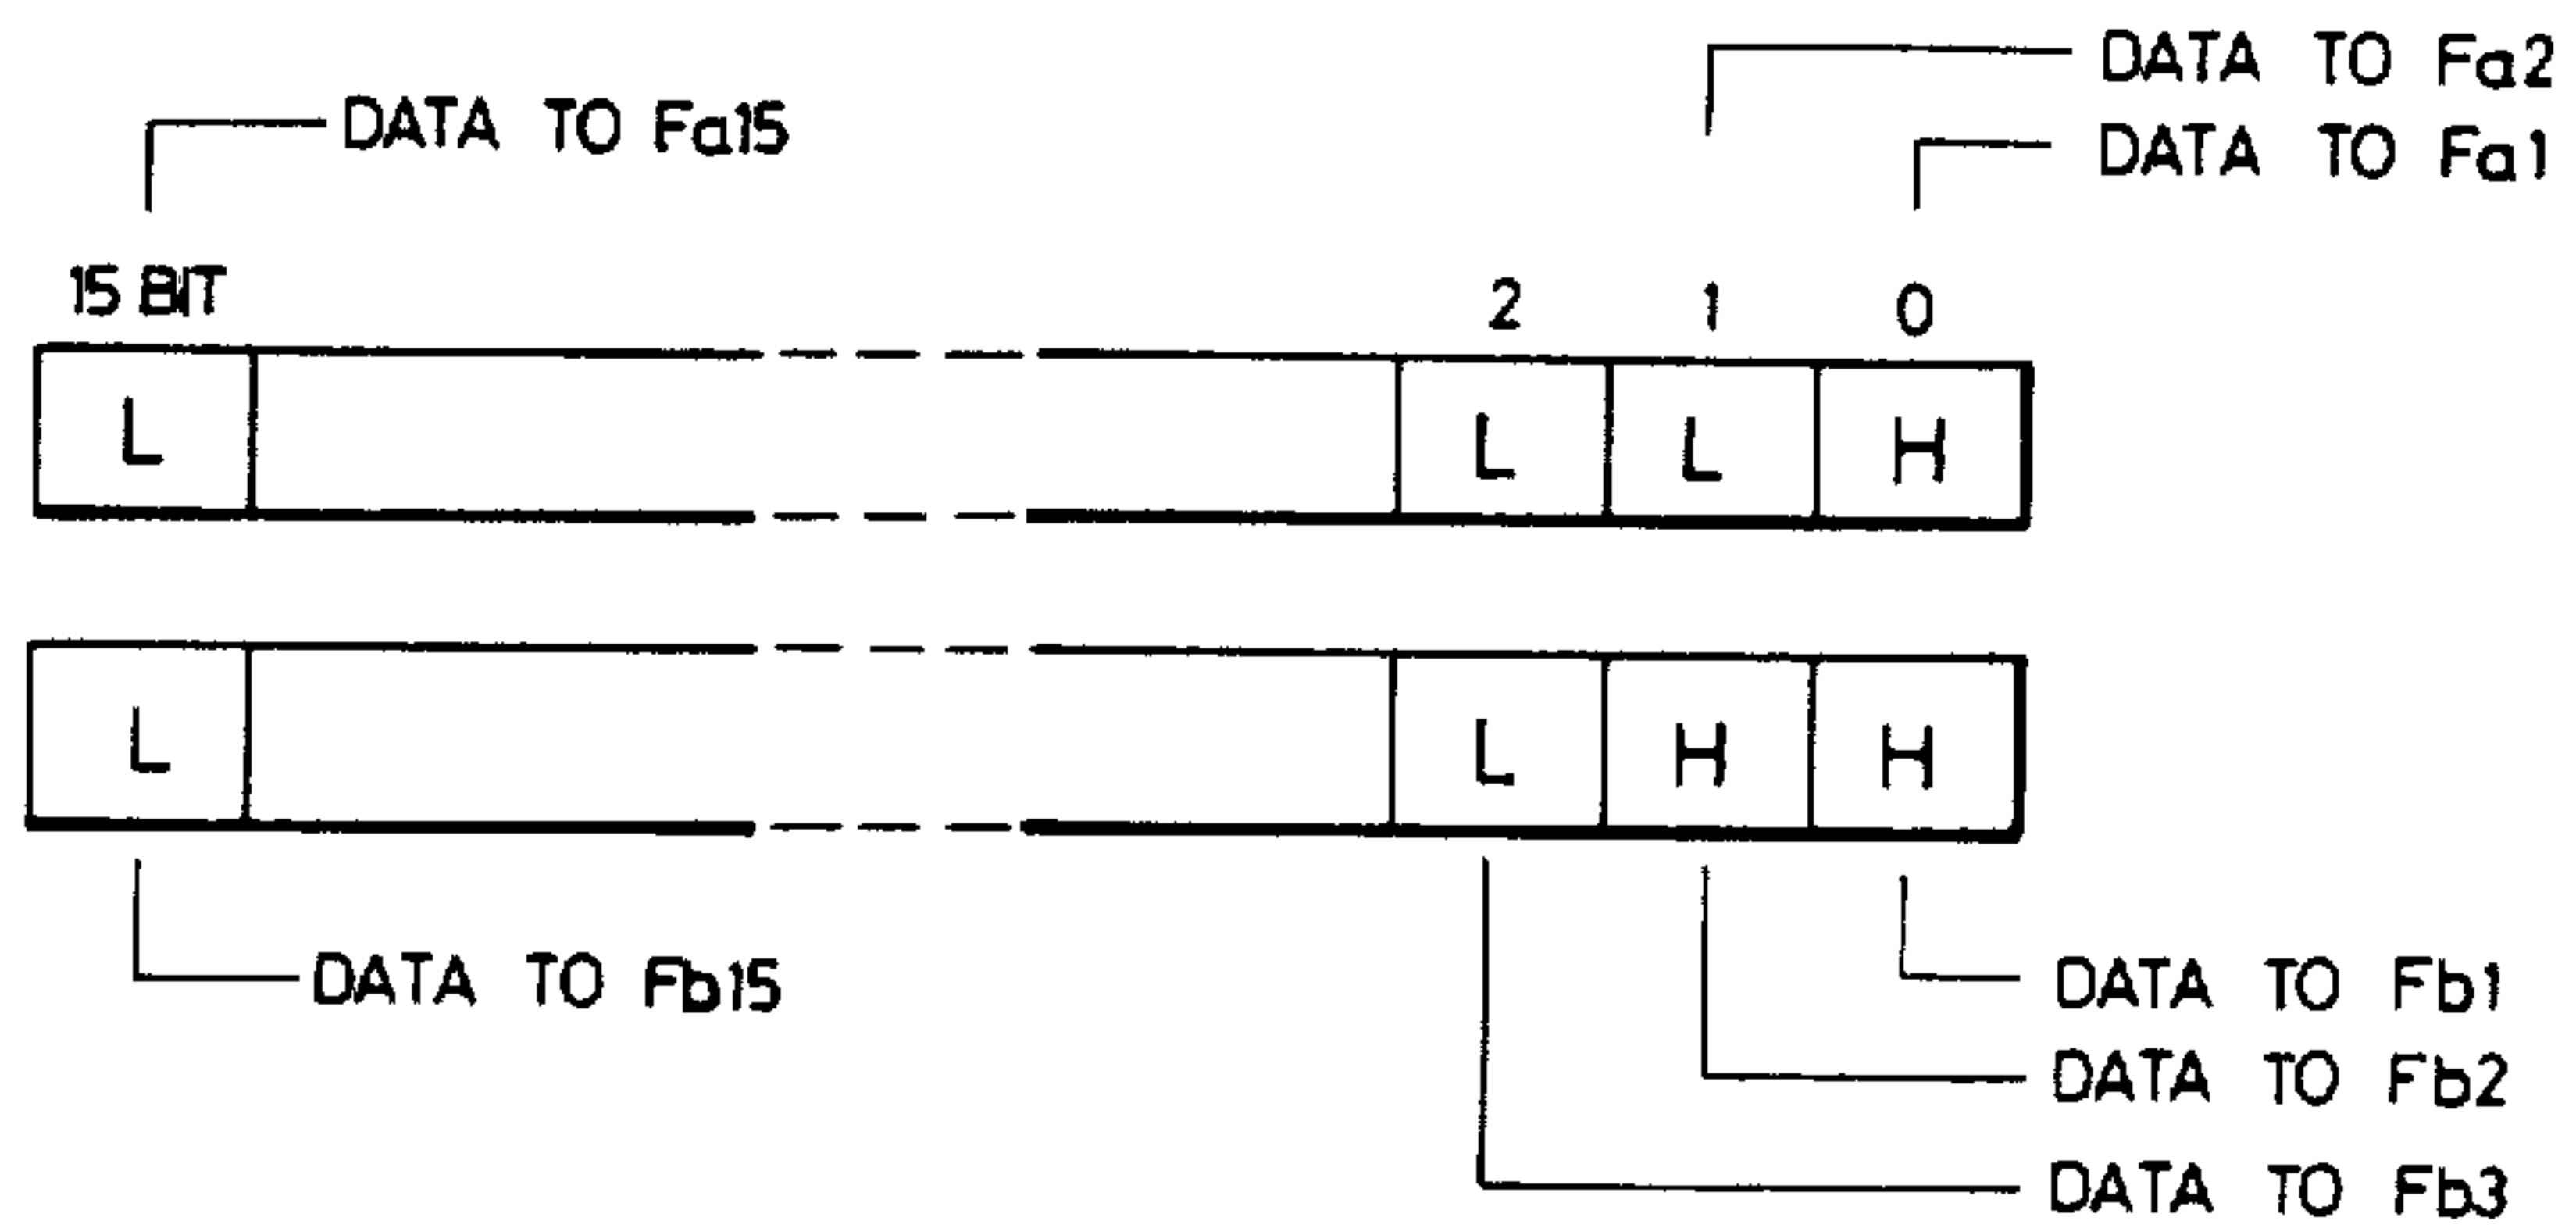 DATA TO Fa2
DATA TO Fa15
DATA TO Fa1
15 BIT 2 1 0
L L L H
L L H H
DATA TO Fb15
DATA TO Fb1
DATA TO Fb2
DATA TO Fb3